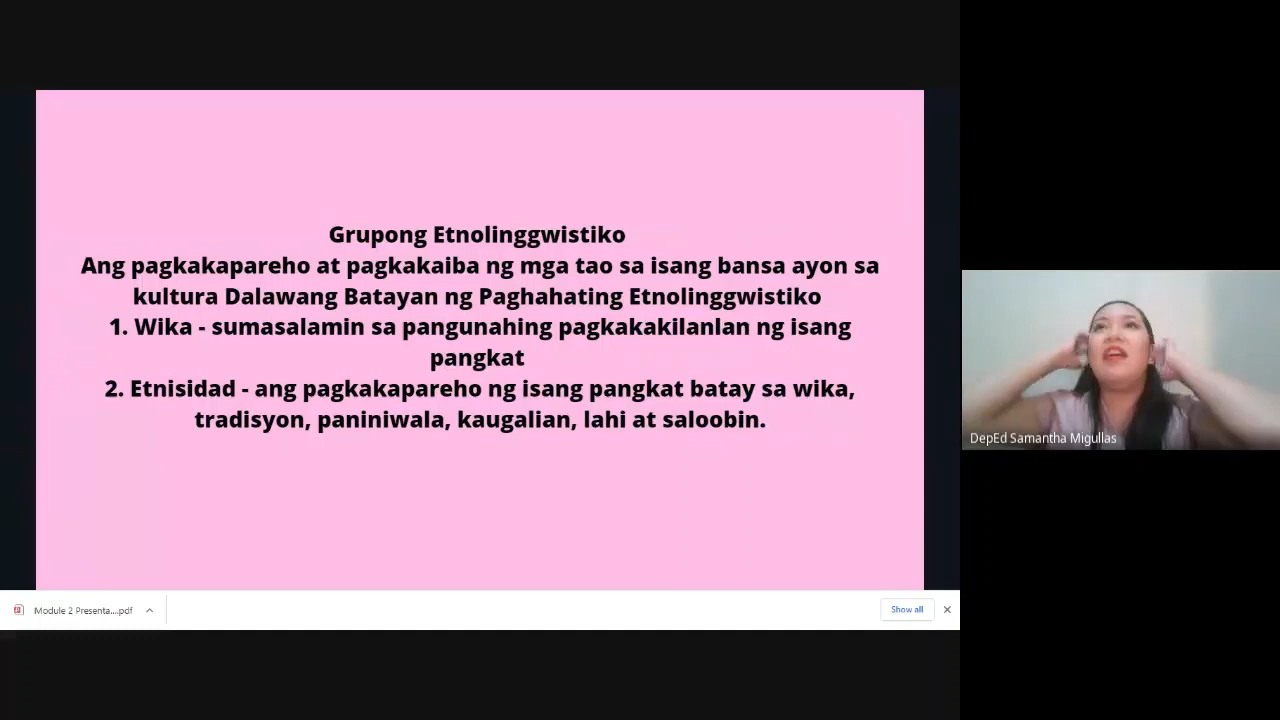 Grupong Etnolinggwistiko
Ang pagkakapareho at pagkakaiba ng mga tao sa isang bansa ayon sa
kultura Dalawang Batayan ng Paghahating Etnolinggwistiko
1. Wika - sumasalamin sa pangunahing pagkakakilanlan ng isang
pangkat
2. Etnisidad - ang pagkakapareho ng isang pangkat batay sa wika,
tradisyon, paniniwala, kaugalian, lahi at saloobin.
DepEd Samantha Migullas
Module 2 Presenta....pdf
Show all